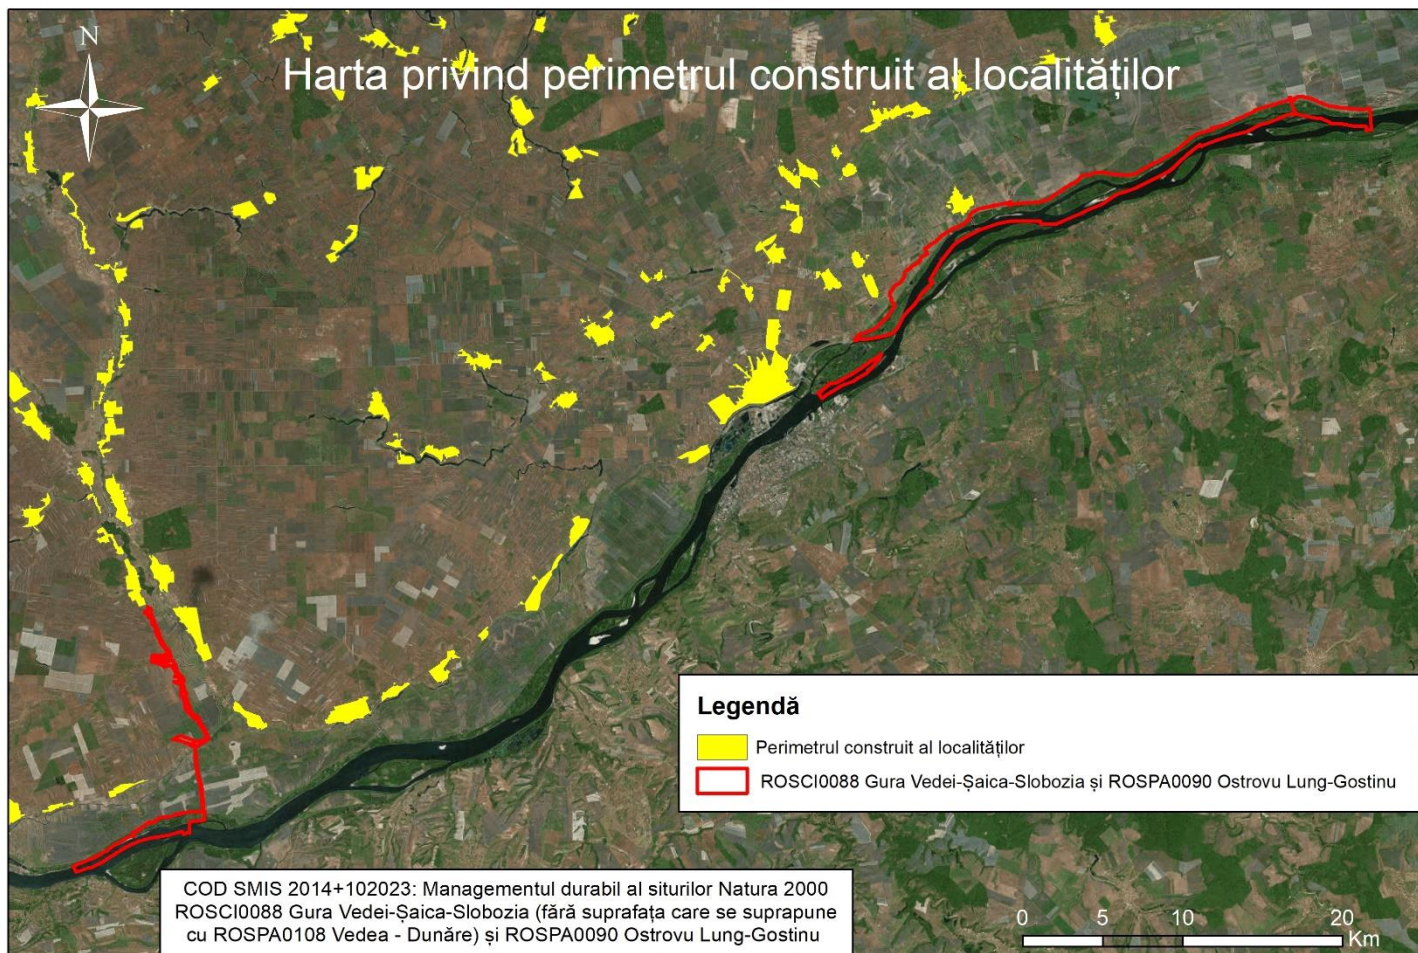 N
Harta privind perimetrul construit al localităților
Legendă
Perimetrul construit al localităților
ROSCI0088 Gura Vedei-Șaica-Slobozia și ROSPA0090 Ostrovu Lung-Gostinu
COD SMIS 2014+102023: Managementul durabil al siturilor Natura 2000
ROSCI0088 Gura Vedei-Șaica-Slobozia (fără suprafața care se suprapune
cu ROSPA0108 Vedea - Dunăre) și ROSPA0090 Ostrovu Lung-Gostinu
0 5 10 20
Km